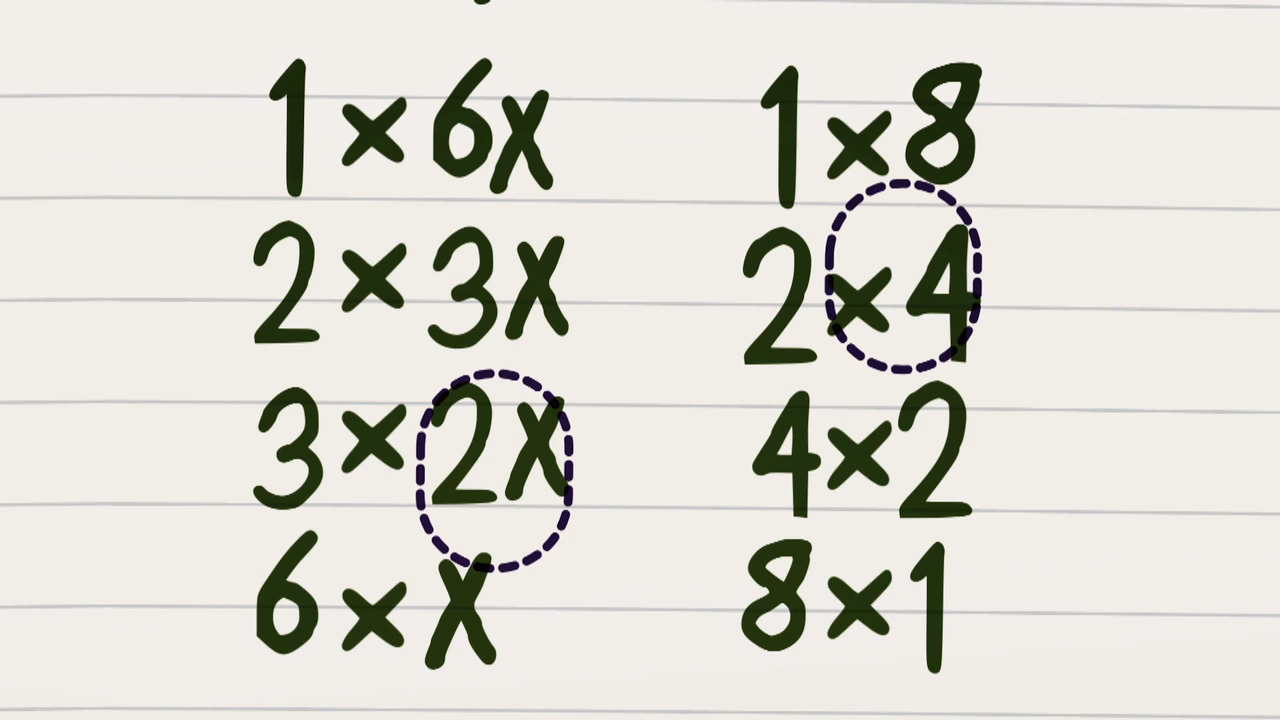 1 × 6x 1 × 8
2 × 3x 2 × 4
3 × 2x 4 × 2
6 × x 8 × 1